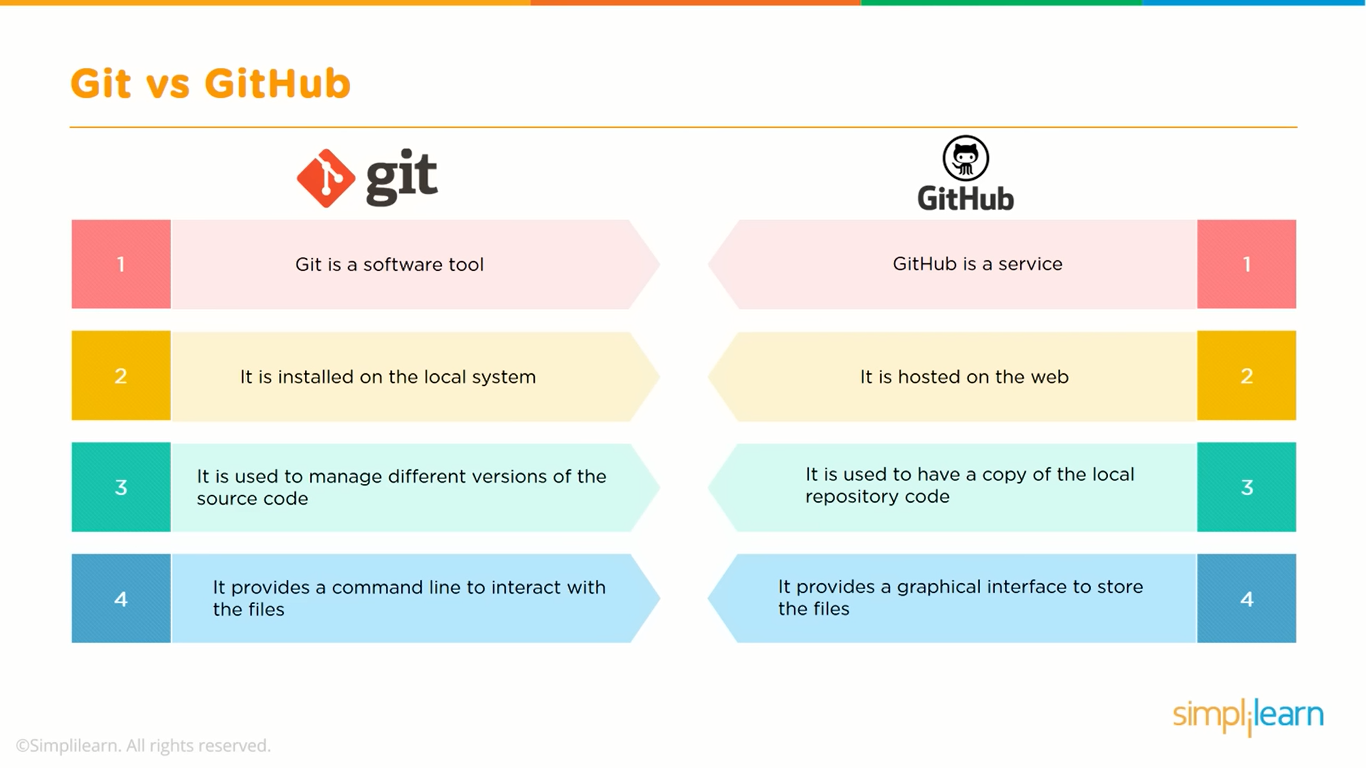 Git vs GitHub
git
GitHub
1
Git is a software tool
GitHub is a service
1
2
It is installed on the local system
It is hosted on the web
2
3
It is used to manage different versions of the
source code
It is used to have a copy of the local
repository code
3
4
It provides a command line to interact with
the files
It provides a graphical interface to store
the files
4
simplilearn
©Simplilearn. All rights reserved.